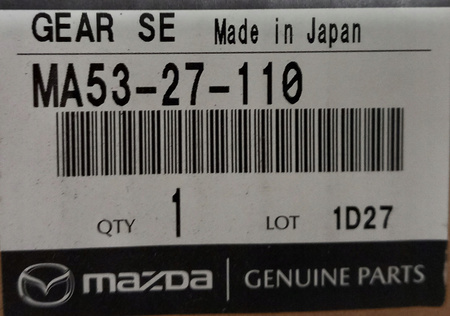 GEAR SE Made in Japan
MA53-27-110
QTY 1 LOT 1D27
mazda GENUINE PARTS